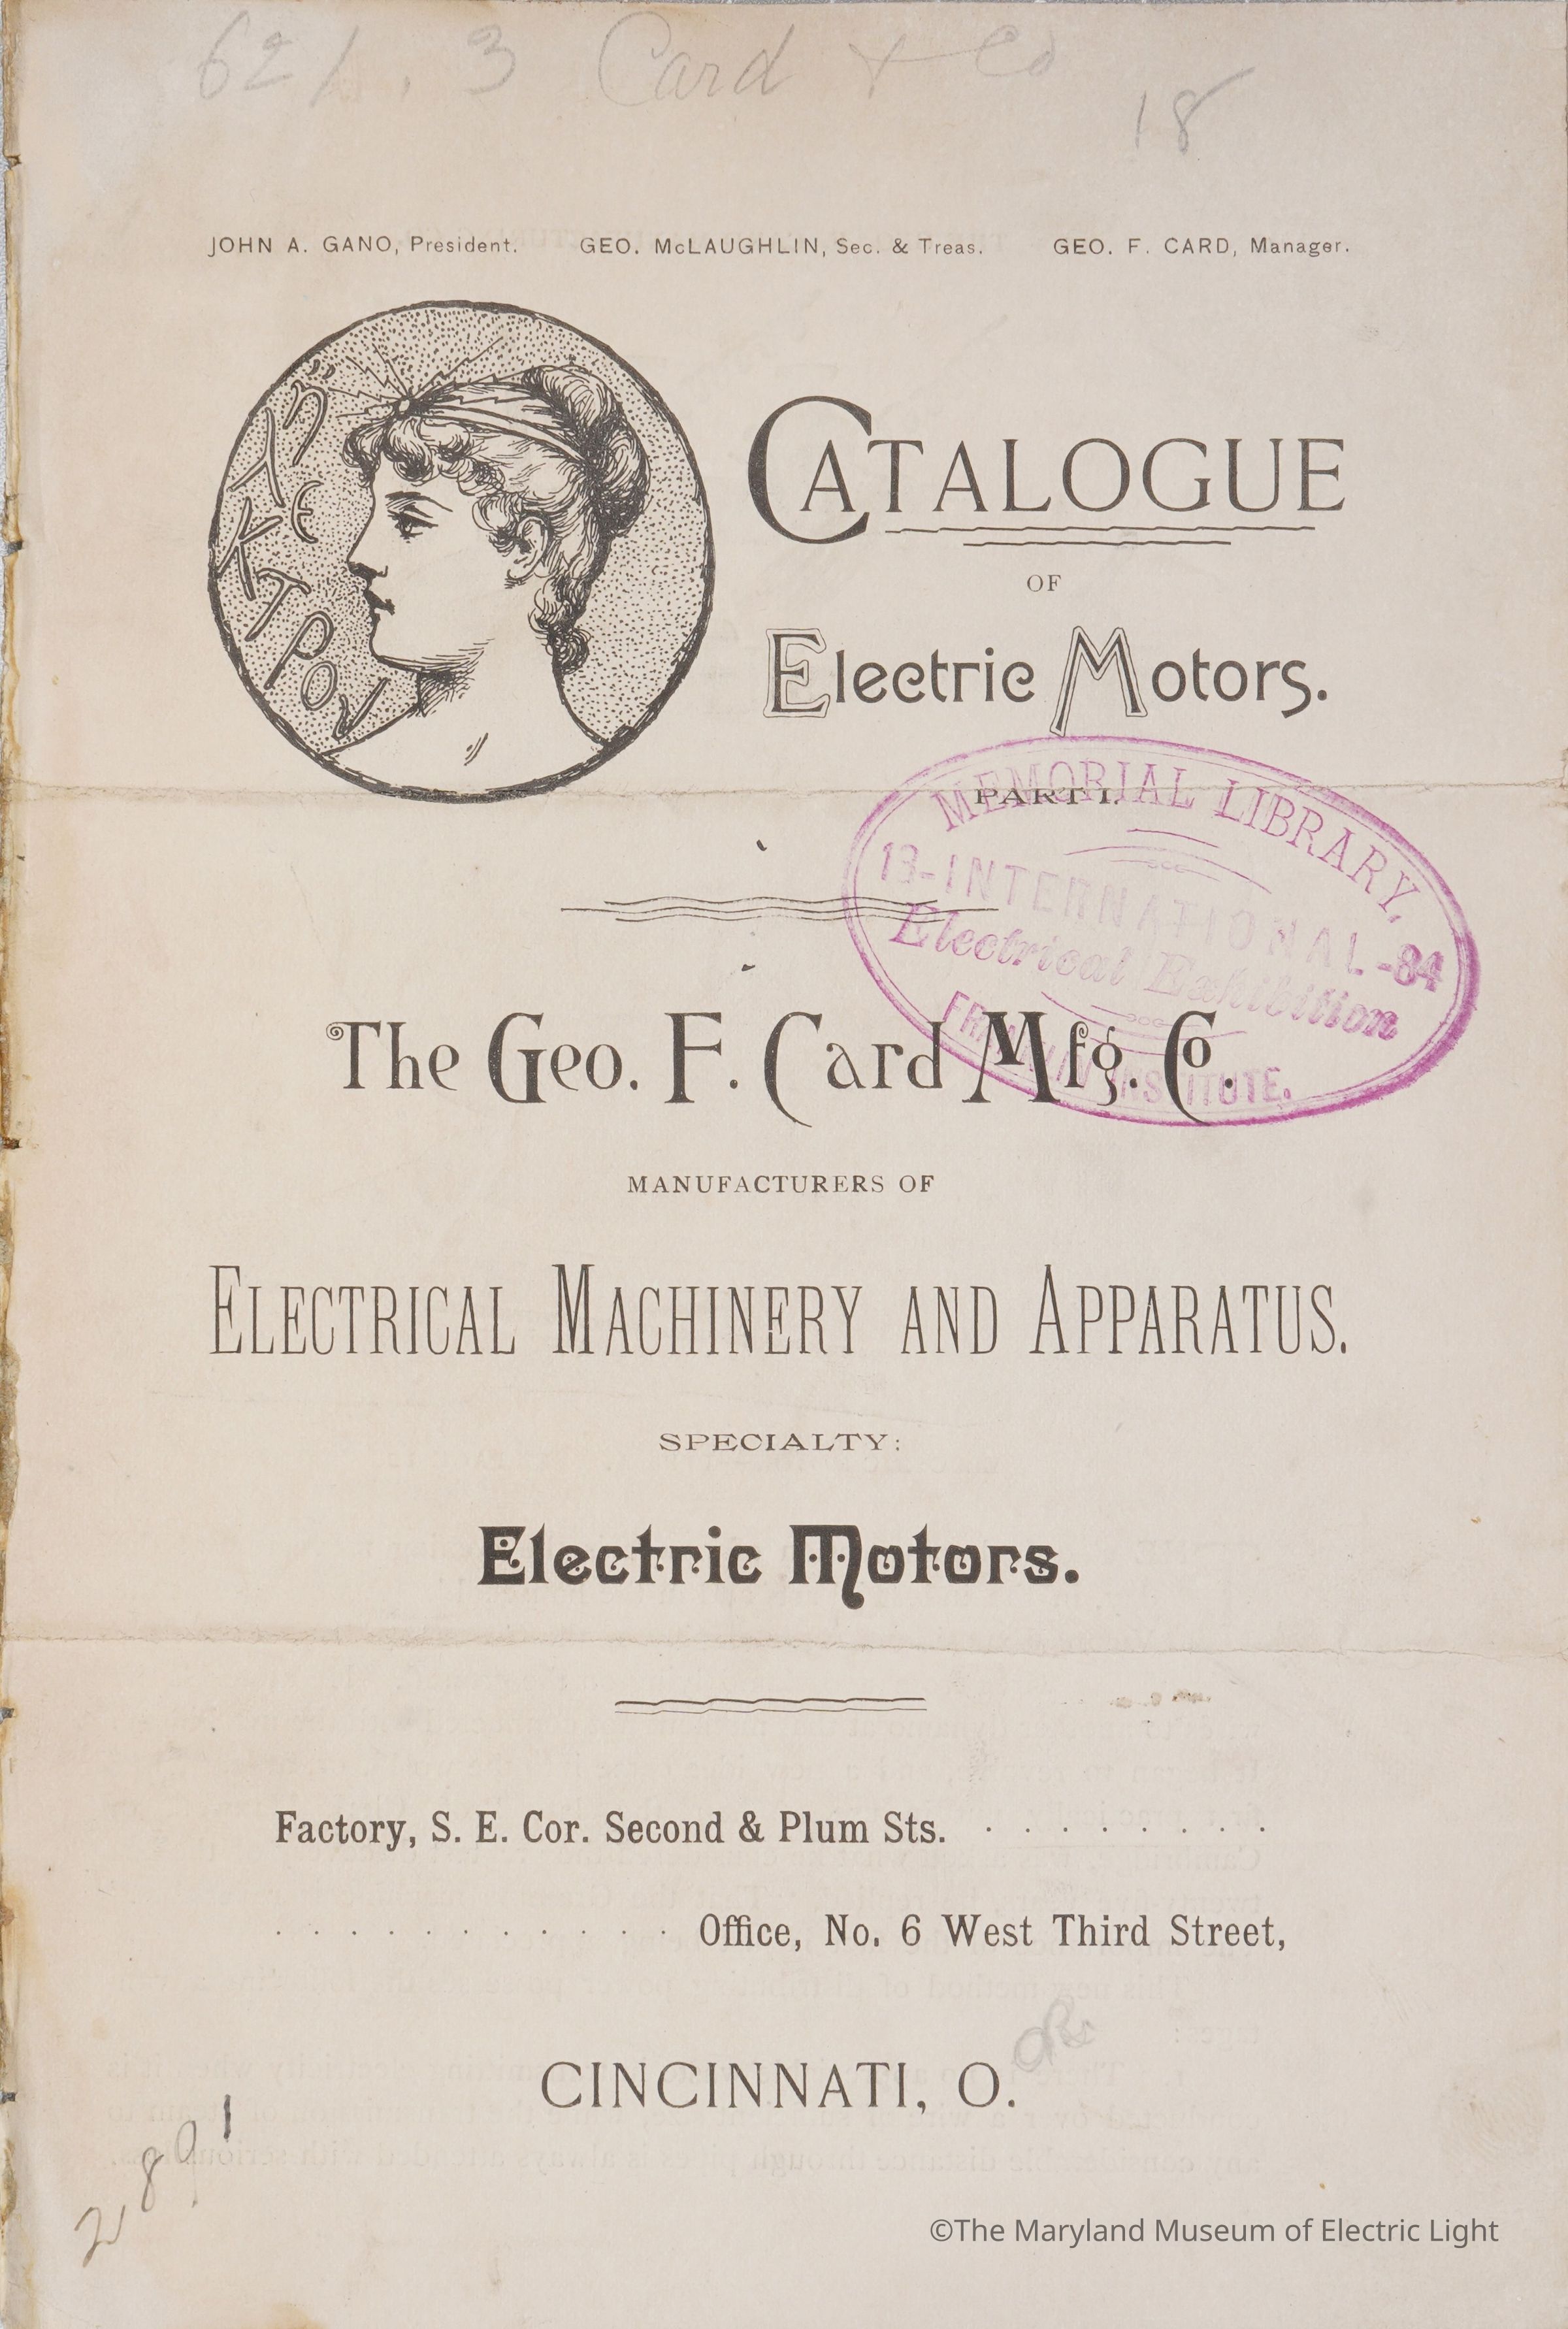 621.3 Card & Co
18
JOHN A. GANO, President. GEO. McLAUGHLIN, Sec. & Treas. GEO. F. CARD, Manager.
ἤλεκτρον
CATALOGUE
OF
Electric Motors.
PART I.
MEMORIAL LIBRARY,
18-INTERNATIONAL-84
Electrical Exhibition
FRANKLIN INSTITUTE.
The Geo. F. Card Mfg. Co.
MANUFACTURERS OF
ELECTRICAL MACHINERY AND APPARATUS.
SPECIALTY:
Electric Motors.
Factory, S. E. Cor. Second & Plum Sts. . . . . . . . .
. . . . . . . . . . . . Office, No. 6 West Third Street,
CINCINNATI, O.
©The Maryland Museum of Electric Light